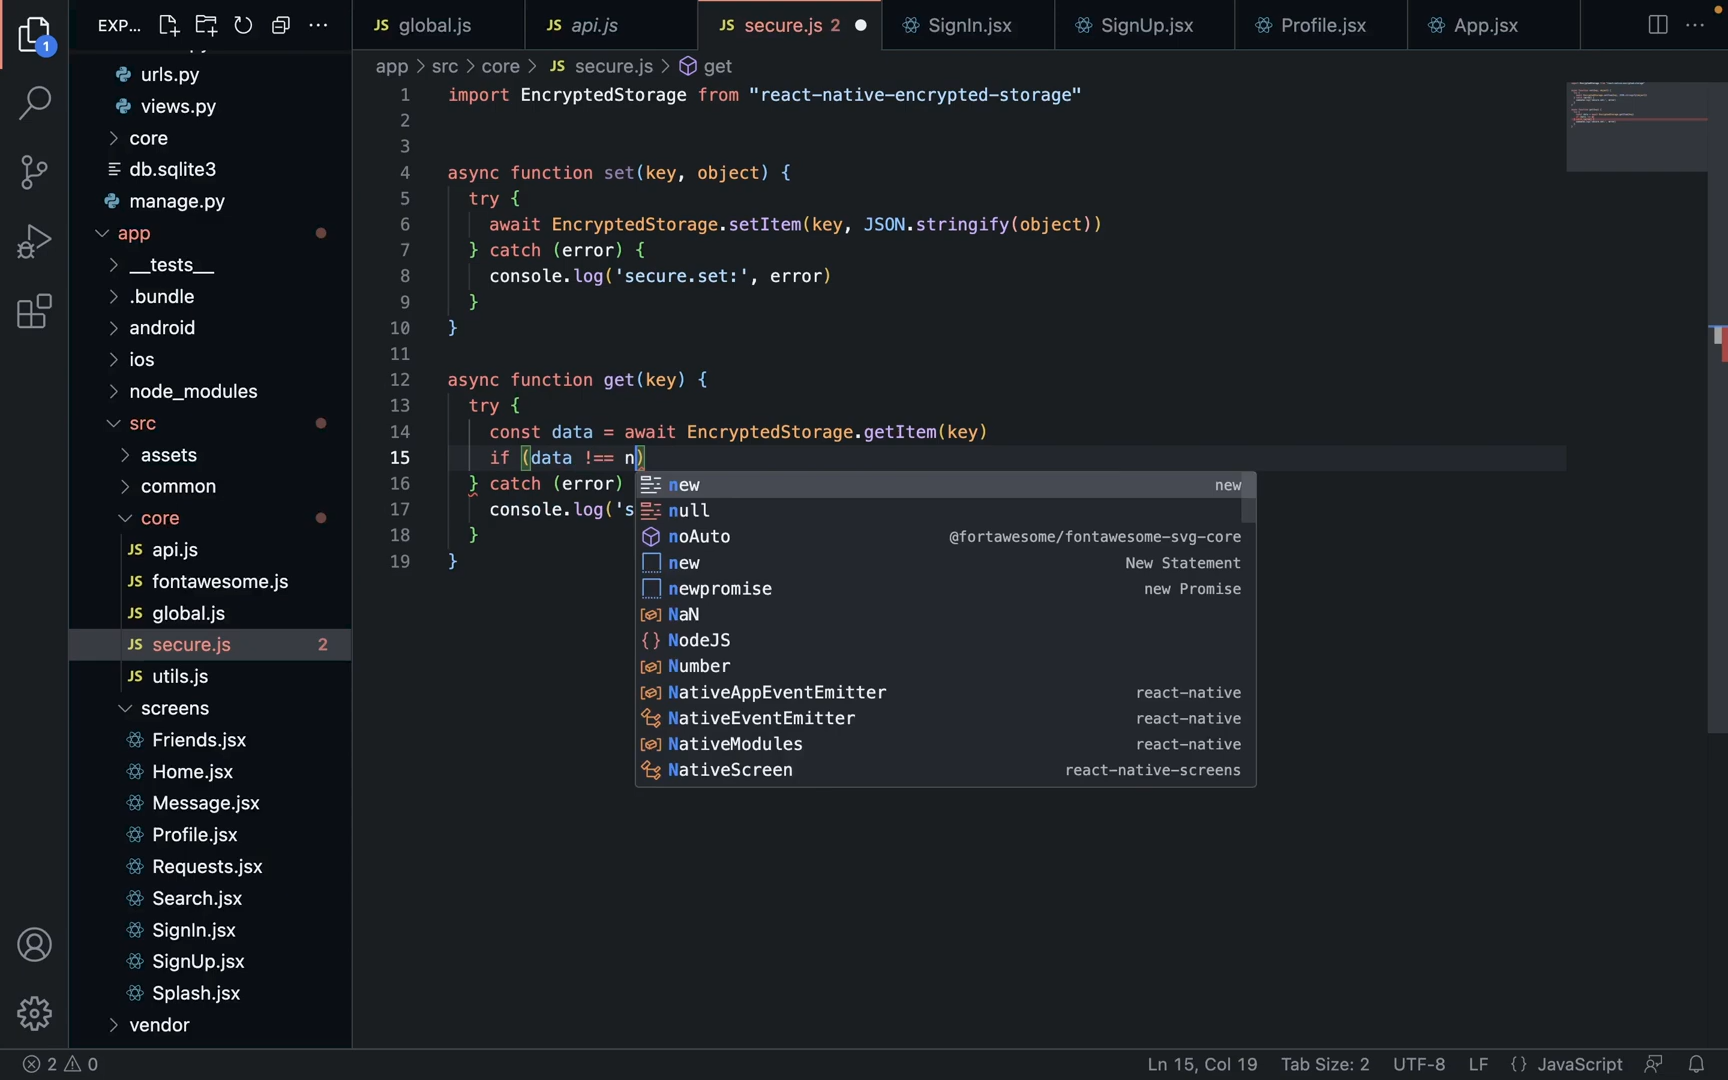 EXP...
global.js
api.js
secure.js 2
SignIn.jsx
SignUp.jsx
Profile.jsx
App.jsx
app > src > core > JS secure.js > get
urls.py
views.py
core
db.sqlite3
manage.py
app
__tests__
.bundle
android
ios
node_modules
src
assets
common
core
JS api.js
JS fontawesome.js
JS global.js
JS secure.js 2
JS utils.js
screens
Friends.jsx
Home.jsx
Message.jsx
Profile.jsx
Requests.jsx
Search.jsx
SignIn.jsx
SignUp.jsx
Splash.jsx
vendor
1 import EncryptedStorage from "react-native-encrypted-storage"
2
3
4 async function set(key, object) {
5 try {
6 await EncryptedStorage.setItem(key, JSON.stringify(object))
7 } catch (error) {
8 console.log('secure.set:', error)
9 }
10 }
11
12 async function get(key) {
13 try {
14 const data = await EncryptedStorage.getItem(key)
15 if (data !== n)
16 } catch (error)
17 console.log('s
18 }
19 }
new new
null
noAuto @fortawesome/fontawesome-svg-core
new New Statement
newpromise new Promise
NaN
NodeJS
Number
NativeAppEventEmitter react-native
NativeEventEmitter react-native
NativeModules react-native
NativeScreen react-native-screens
1
2 0
Ln 15, Col 19 Tab Size: 2 UTF-8 LF {} JavaScript